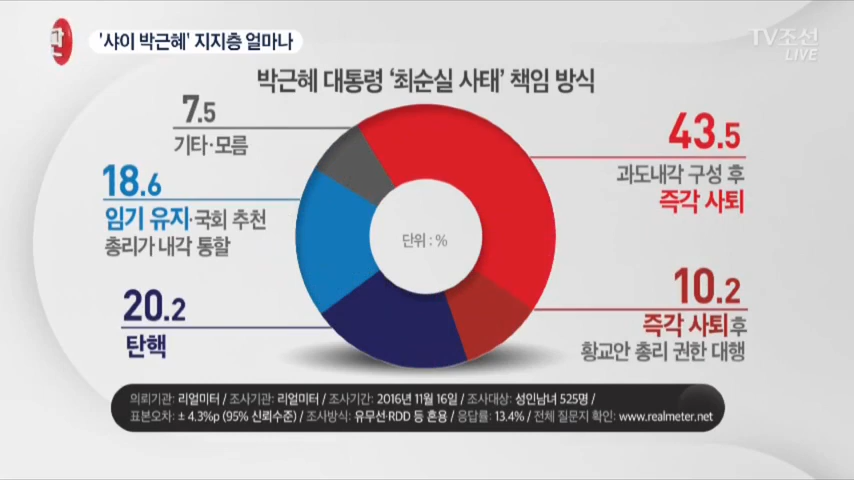 판
'샤이 박근혜' 지지층 얼마나
TV조선
LIVE
박근혜 대통령 '최순실 사태' 책임 방식
7.5
기타·모름
43.5
과도내각 구성 후
즉각 사퇴
18.6
임기 유지·국회 추천
총리가 내각 통할
단위 : %
20.2
탄핵
10.2
즉각 사퇴 후
황교안 총리 권한 대행
의뢰기관: 리얼미터 / 조사기관: 리얼미터 / 조사기간: 2016년 11월 16일 / 조사대상: 성인남녀 525명 /
표본오차: ± 4.3%p (95% 신뢰수준) / 조사방식: 유무선·RDD 등 혼용 / 응답률: 13.4% / 전체 질문지 확인: www.realmeter.net